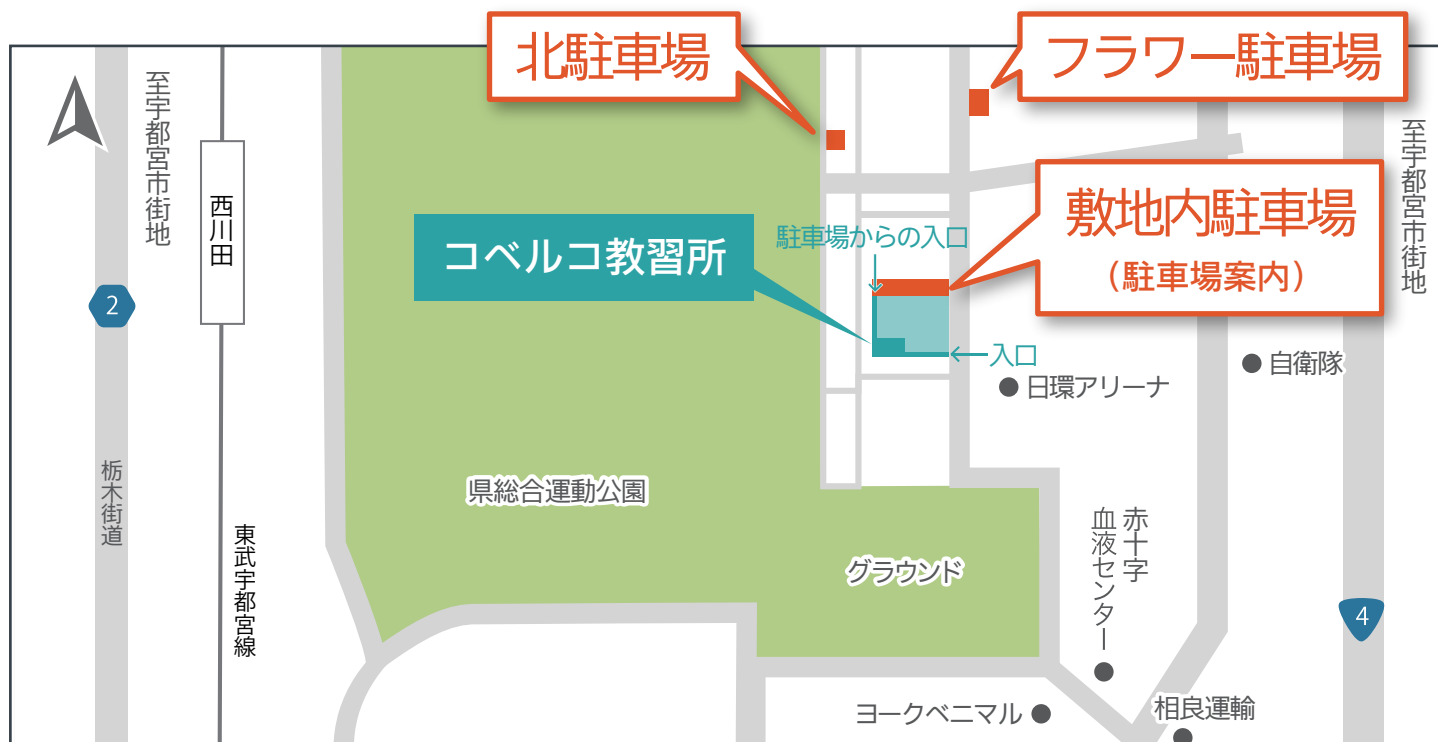 北駐車場
フラワー駐車場
至宇都宮市街地
至宇都宮市街地
西川田
敷地内駐車場
（駐車場案内）
コベルコ教習所
駐車場からの入口
2
入口
自衛隊
日環アリーナ
栃木街道
県総合運動公園
東武宇都宮線
赤十字
血液センター
グラウンド
4
ヨークベニマル
相良運輸